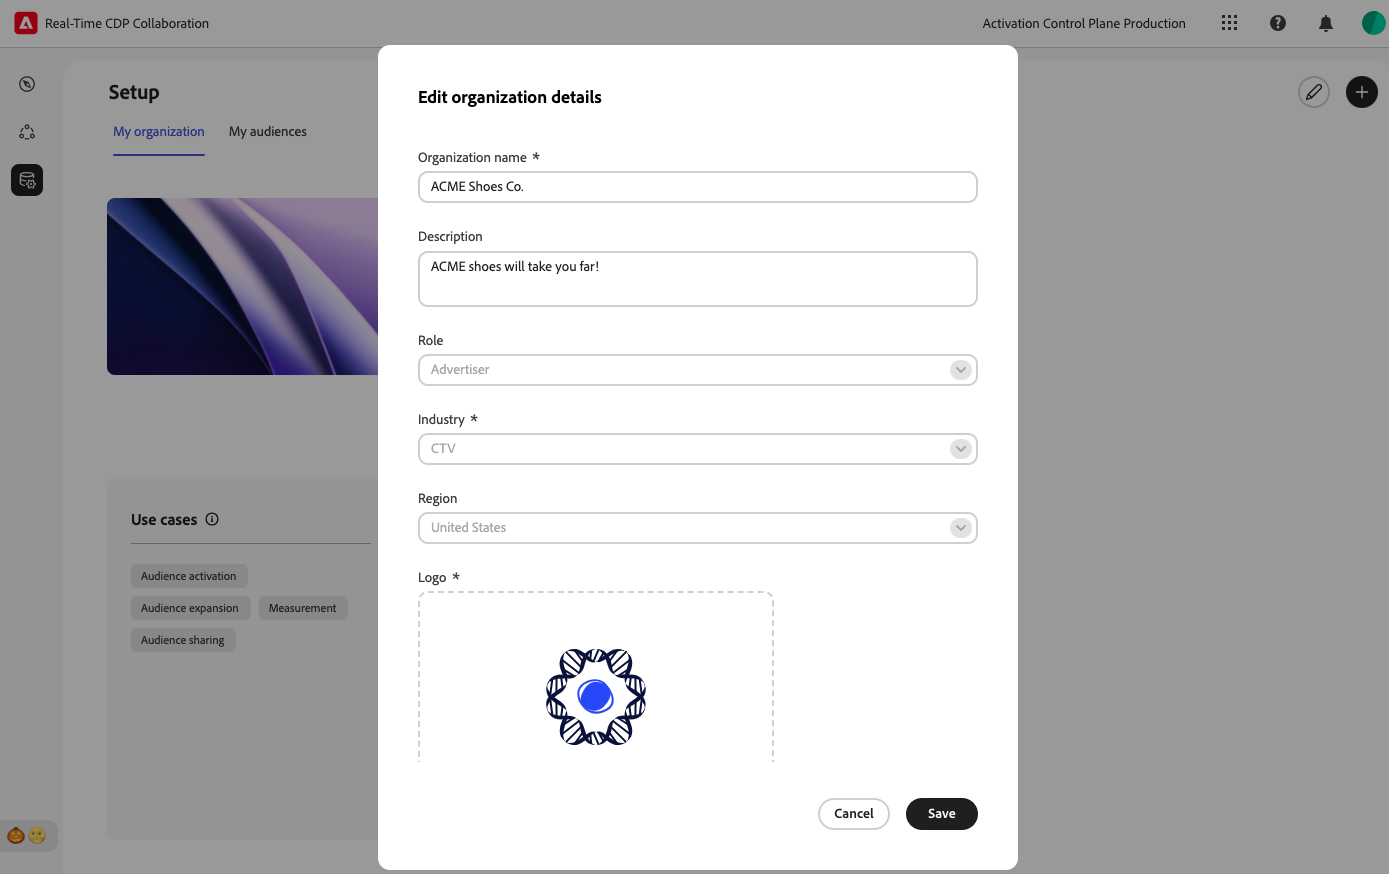 Real-Time CDP Collaboration
Activation Control Plane Production
Setup
My organization
My audiences
Use cases
Audience activation
Audience expansion
Measurement
Audience sharing
Edit organization details
Organization name *
ACME Shoes Co.
Description
ACME shoes will take you far!
Role
Advertiser
Industry *
CTV
Region
United States
Logo *
Cancel
Save